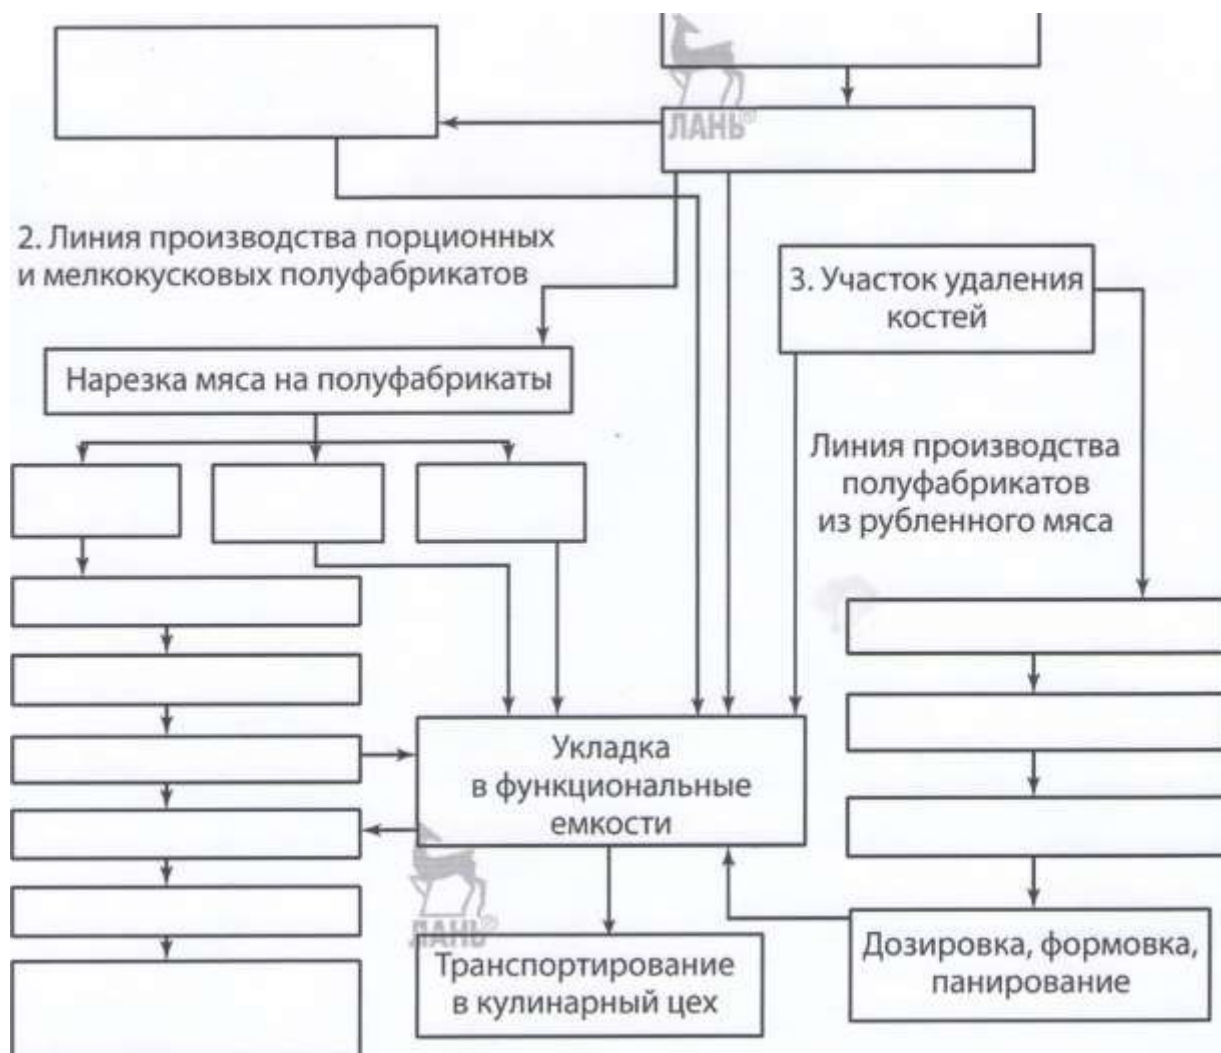 ЛАНЬ®
2. Линия производства порционных
и мелкокусковых полуфабрикатов
3. Участок удаления
костей
Нарезка мяса на полуфабрикаты
Линия производства
полуфабрикатов
из рубленного мяса
Укладка
в функциональные
емкости
ЛАНЬ®
Транспортирование
в кулинарный цех
Дозировка, формовка,
панирование